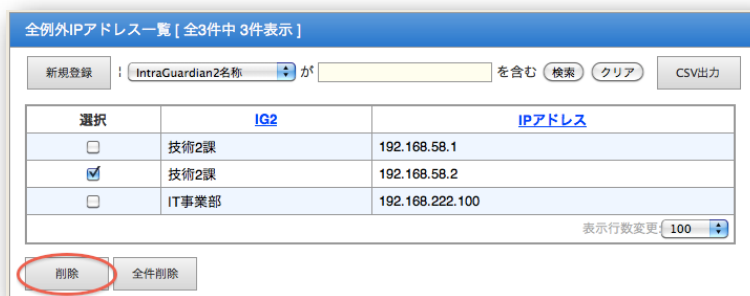 全例外IPアドレス一覧 [ 全3件中 3件表示 ]
新規登録 ¦ IntraGuardian2名称 が を含む 検索 クリア CSV出力
選択 IG2 IPアドレス
技術2課 192.168.58.1
技術2課 192.168.58.2
IT事業部 192.168.222.100
表示行数変更: 100
削除 全件削除